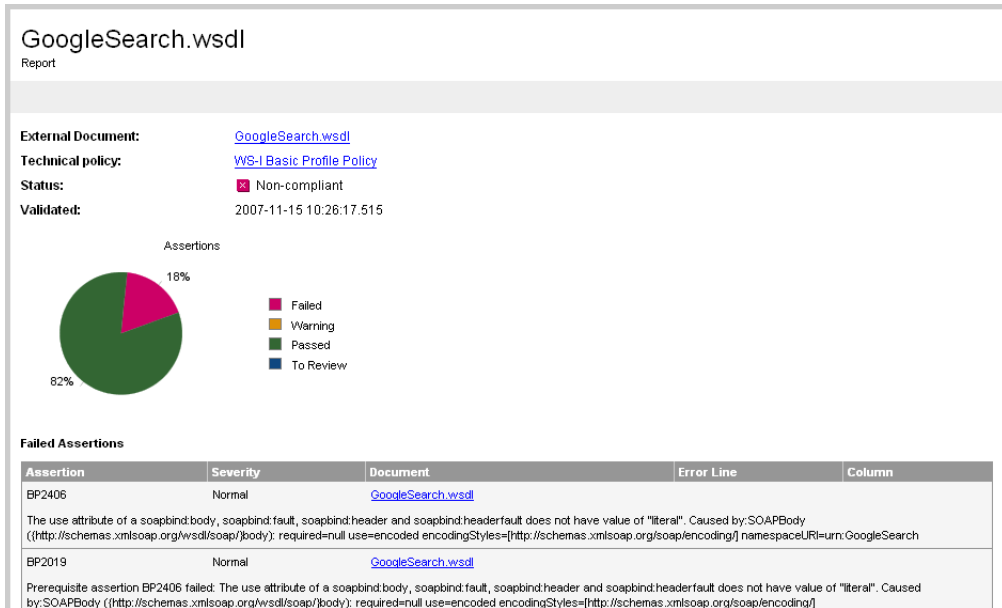 GoogleSearch.wsdl
Report
External Document: GoogleSearch.wsdl
Technical policy: WS-I Basic Profile Policy
Status: Non-compliant
Validated: 2007-11-15 10:26:17.515
Assertions
18%
82%
Failed
Warning
Passed
To Review
Failed Assertions
Assertion Severity Document Error Line Column
BP2406 Normal GoogleSearch.wsdl
The use attribute of a soapbind:body, soapbind:fault, soapbind:header and soapbind:headerfault does not have value of "literal". Caused by:SOAPBody
({http://schemas.xmlsoap.org/wsdl/soap/}body): required=null use=encoded encodingStyles=[http://schemas.xmlsoap.org/soap/encoding/] namespaceURI=urn:GoogleSearch
BP2019 Normal GoogleSearch.wsdl
Prerequisite assertion BP2406 failed: The use attribute of a soapbind:body, soapbind:fault, soapbind:header and soapbind:headerfault does not have value of "literal". Caused
by:SOAPBody ({http://schemas.xmlsoap.org/wsdl/soap/}body): required=null use=encoded encodingStyles=[http://schemas.xmlsoap.org/soap/encoding/]